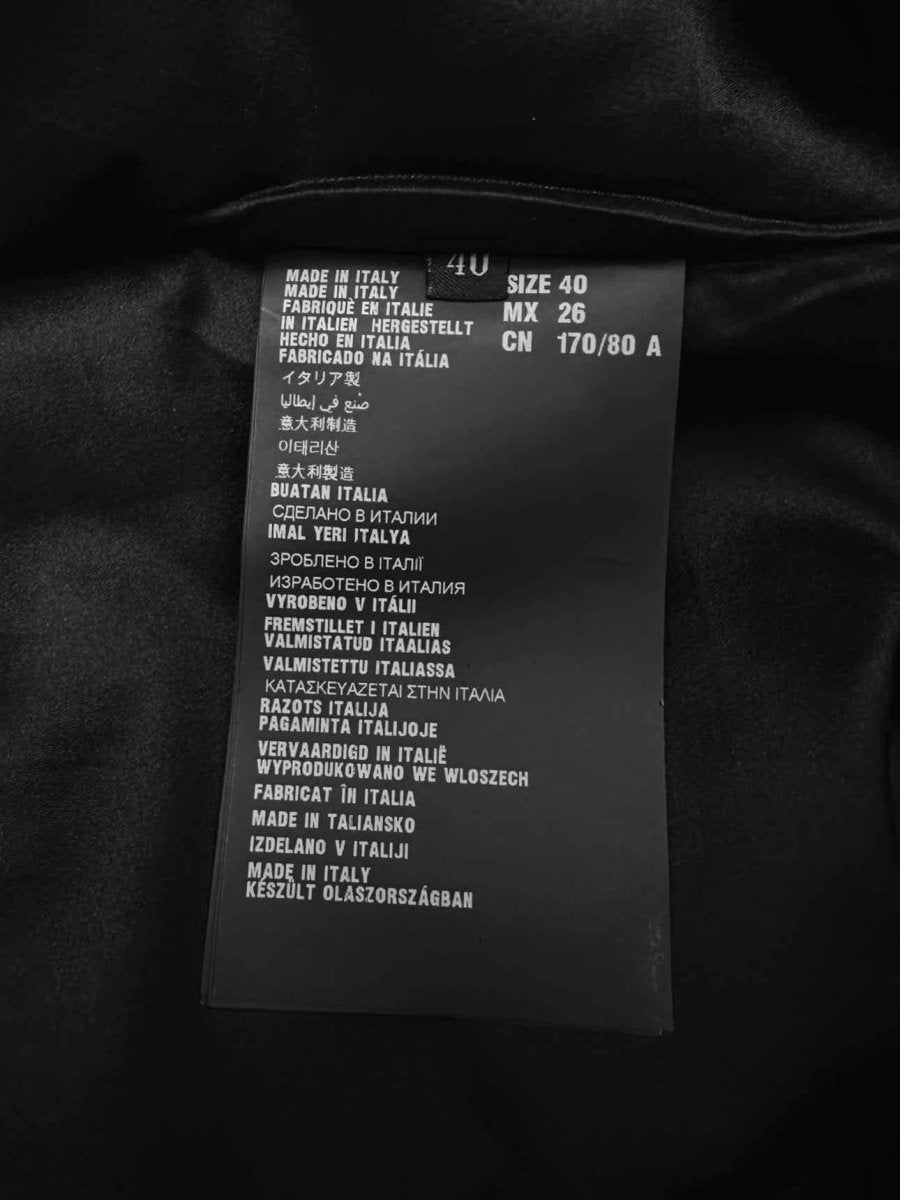 40
MADE IN ITALY
MADE IN ITALY
FABRIQUÈ EN ITALIE
IN ITALIEN HERGESTELLT
HECHO EN ITALIA
FABRICADO NA ITÁLIA
イタリア製
صنع في إيطاليا
意大利制造
이태리산
意大利製造
BUATAN ITALIA
СДЕЛАНО В ИТАЛИИ
IMAL YERI ITALYA
ЗРОБЛЕНО В ІТАЛІЇ
ИЗРАБОТЕНО В ИТАЛИЯ
VYROBENO V ITÁLII
FREMSTILLET I ITALIEN
VALMISTATUD ITAALIAS
VALMISTETTU ITALIASSA
ΚΑΤΑΣΚΕΥΑΖΕΤΑΙ ΣΤΗΝ ΙΤΑΛΙΑ
RAZOTS ITALIJA
PAGAMINTA ITALIJOJE
VERVAARDIGD IN ITALIË
WYPRODUKOWANO WE WLOSZECH
FABRICAT ÎN ITALIA
MADE IN TALIANSKO
IZDELANO V ITALIJI
MADE IN ITALY
KÉSZÜLT OLASZORSZÁGBAN
SIZE 40
MX 26
CN 170/80 A